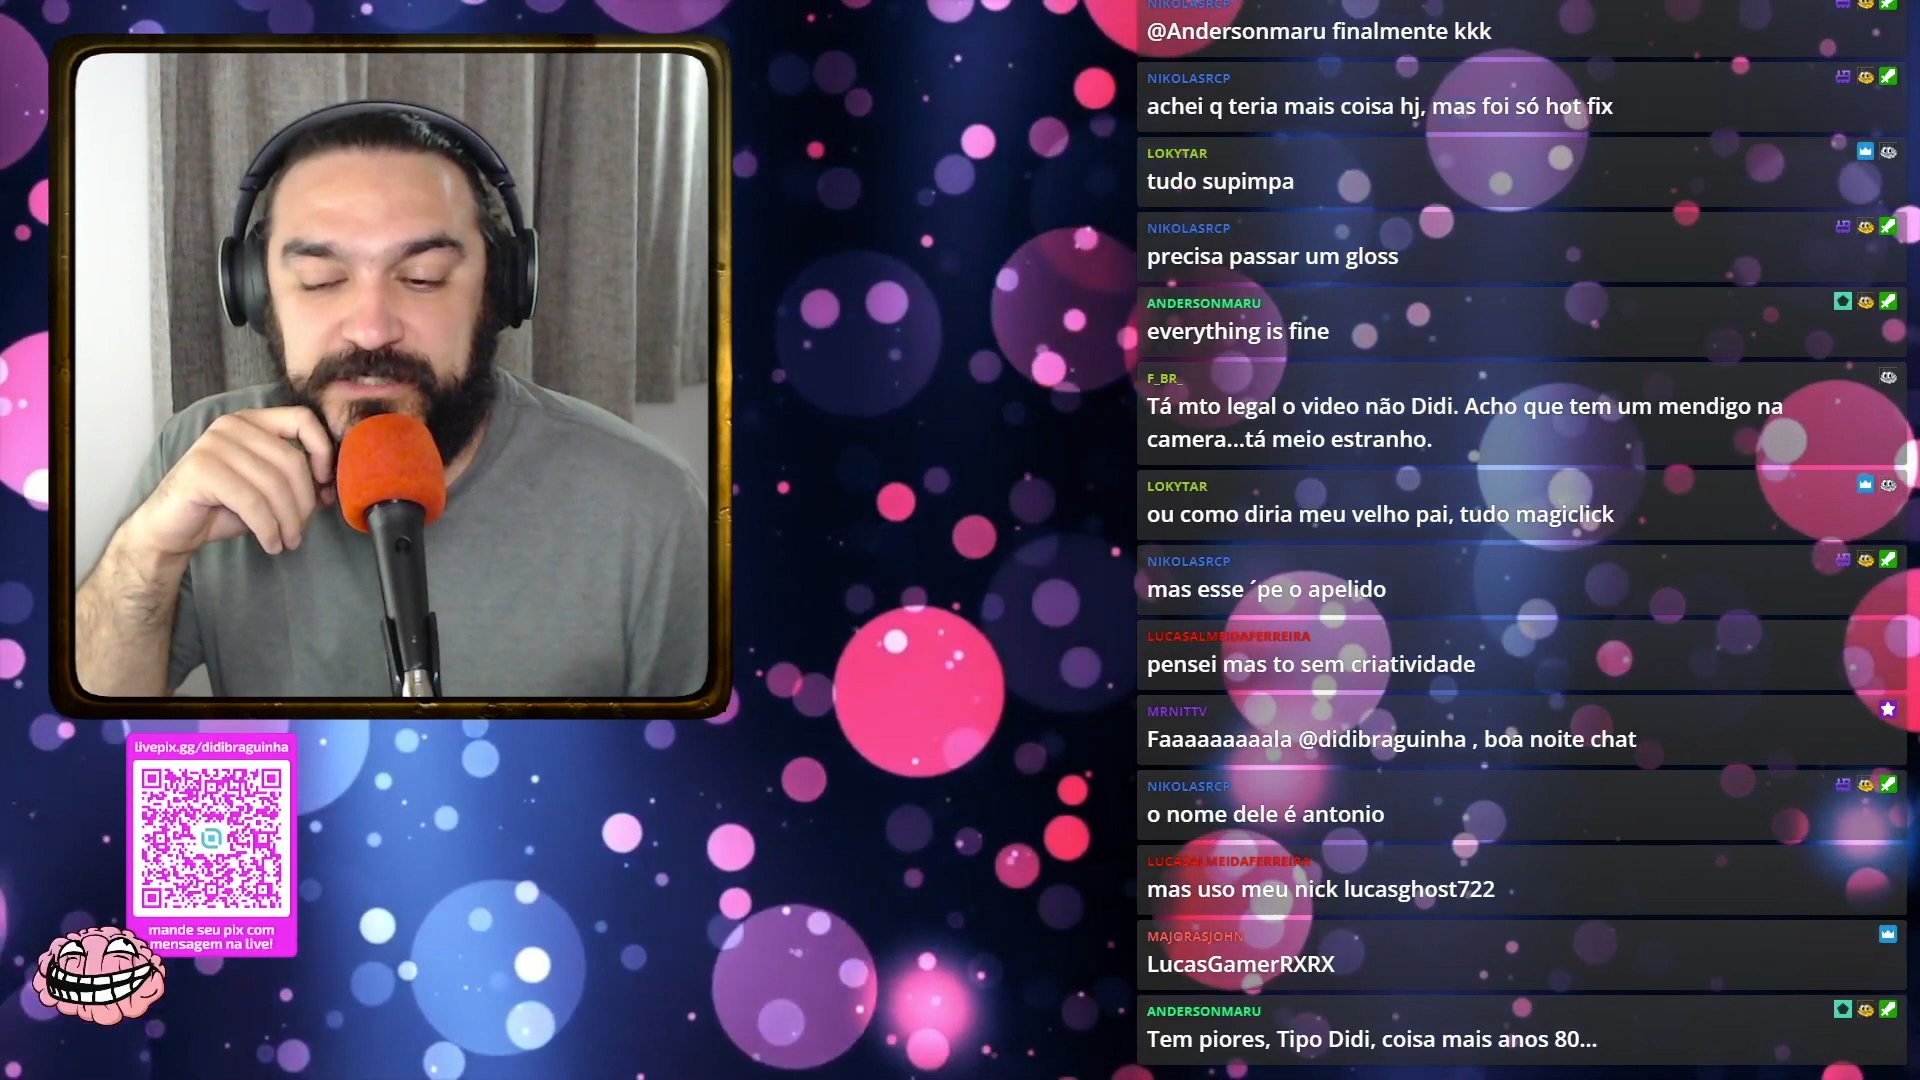 NIKOLASRCP
@Andersonmaru finalmente kkk
NIKOLASRCP
achei q teria mais coisa hj, mas foi só hot fix
LOKYTAR
tudo supimpa
NIKOLASRCP
precisa passar um gloss
ANDERSONMARU
everything is fine
F_BR_
Tá mto legal o video não Didi. Acho que tem um mendigo na
camera...tá meio estranho.
LOKYTAR
ou como diria meu velho pai, tudo magiclick
NIKOLASRCP
mas esse ´pe o apelido
LUCASALMEIDAFERREIRA
pensei mas to sem criatividade
MRNITTV
Faaaaaaaaala @didibraguinha , boa noite chat
NIKOLASRCP
o nome dele é antonio
LUCASALMEIDAFERREIRA
mas uso meu nick lucasghost722
MAJORASJOHN
LucasGamerRXRX
ANDERSONMARU
Tem piores, Tipo Didi, coisa mais anos 80...
livepix.gg/didibraguinha
mande seu pix com
mensagem na live!